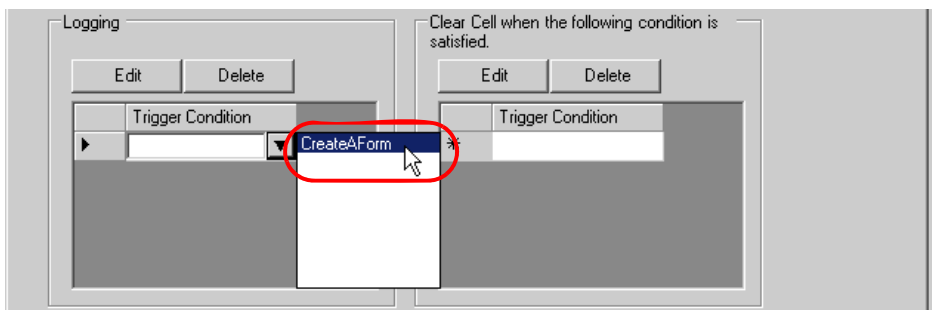 Logging
Edit
Delete
Trigger Condition
CreateAForm
Clear Cell when the following condition is
satisfied.
Edit
Delete
Trigger Condition